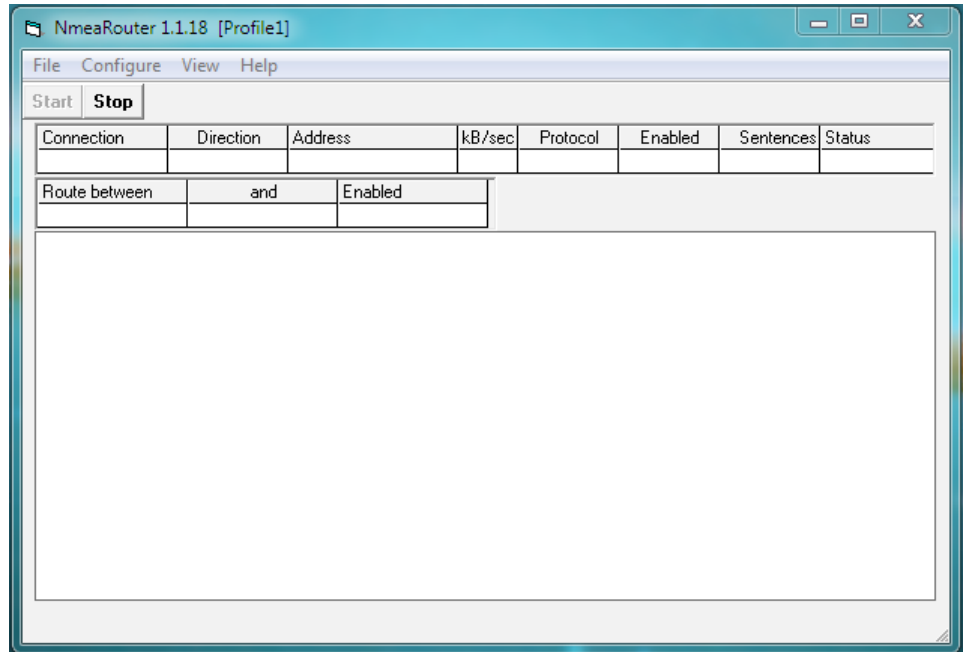 NmeaRouter 1.1.18 [Profile1]
File Configure View Help
Start Stop
Connection Direction Address kB/sec Protocol Enabled Sentences Status
Route between and Enabled